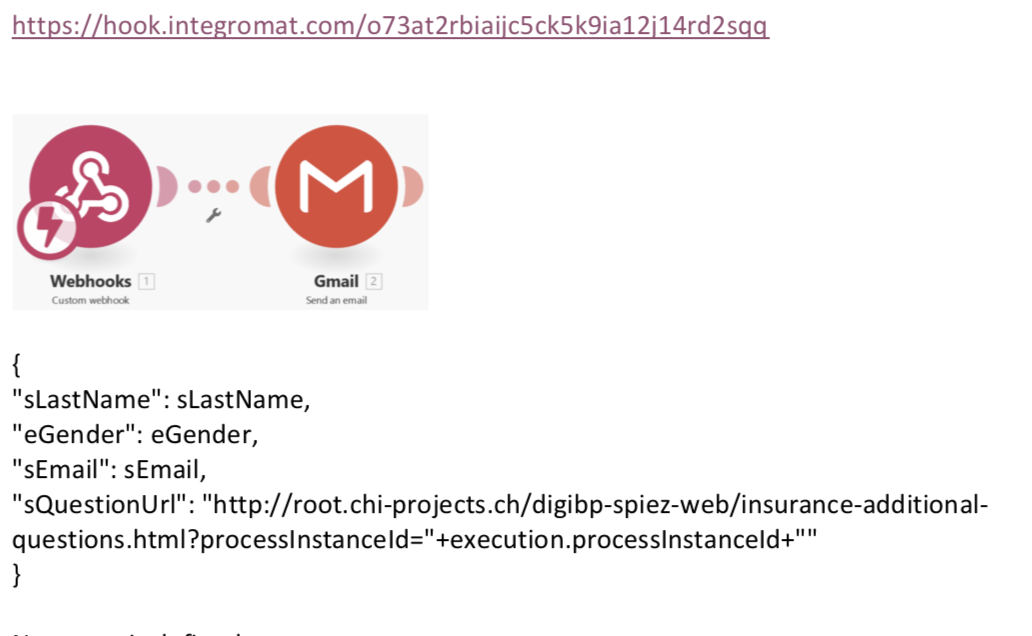 https://hook.integromat.com/o73at2rbiaijc5ck5k9ia12j14rd2sqq
Webhooks 1
Custom webhook
Gmail 2
Send an email
{
"sLastName": sLastName,
"eGender": eGender,
"sEmail": sEmail,
"sQuestionUrl": "http://root.chi-projects.ch/digibp-spiez-web/insurance-additional-
questions.html?processInstanceId="+execution.processInstanceId+""
}